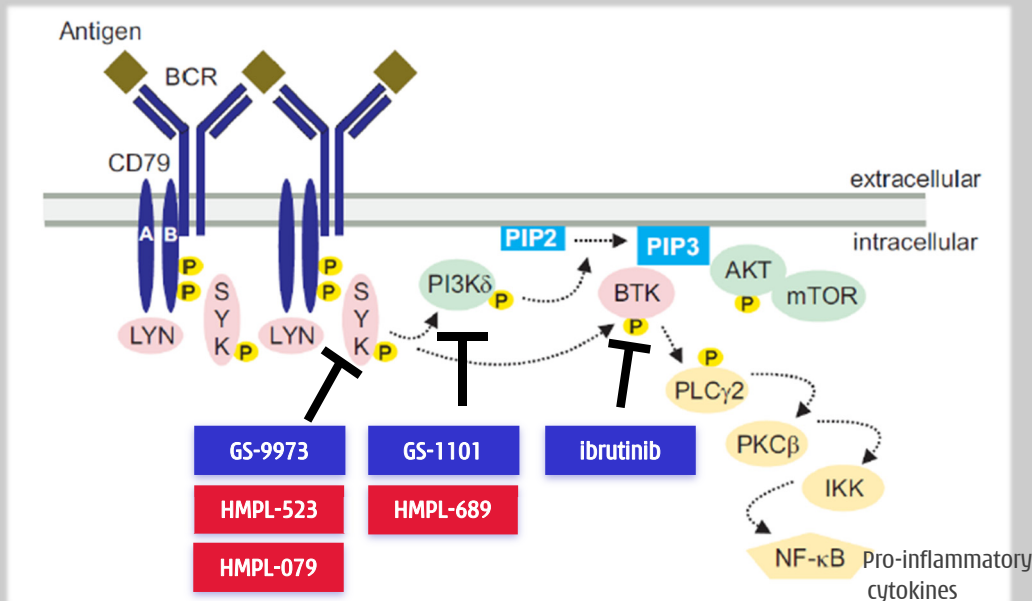 Antigen
BCR
CD79
extracellular
intracellular
A B
PIP2
PIP3
P
P
P
P
S
Y
K
P
S
Y
K
P
LYN
LYN
PI3Kδ
P
BTK
P
AKT
P
mTOR
P
PLCγ2
PKCβ
IKK
NF-κB
Pro-inflammatory
cytokines
GS-9973
GS-1101
ibrutinib
HMPL-523
HMPL-689
HMPL-079